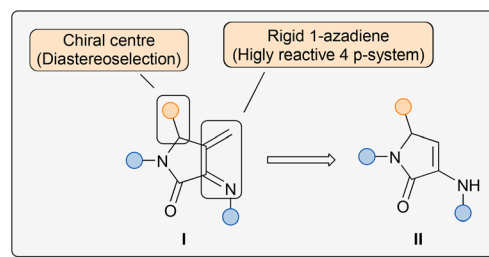 Chiral centre
(Diastereoselection)
Rigid 1-azadiene
(Higly reactive 4 p-system)
N
O
N
I
N
O
NH
II